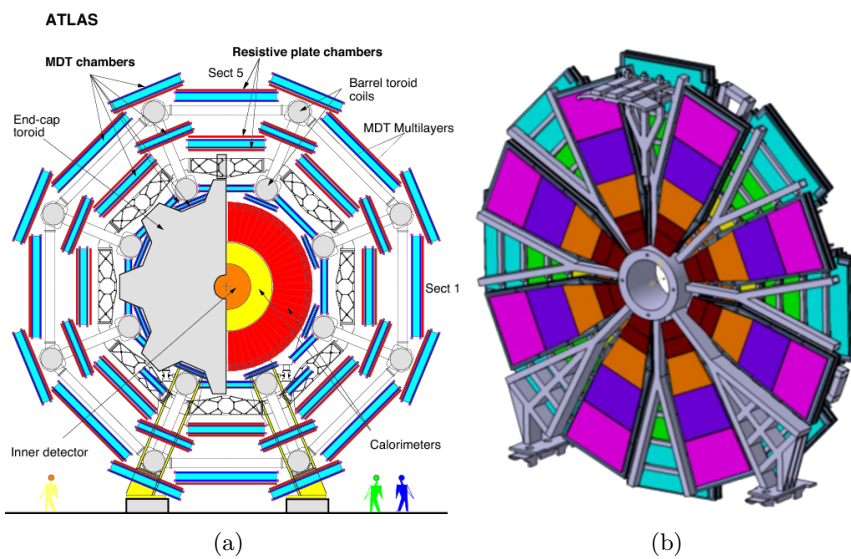 ATLAS
Resistive plate chambers
MDT chambers
Sect 5
Barrel toroid
coils
End-cap
toroid
MDT Multilayers
Sect 1
Inner detector
Calorimeters
(a)
(b)